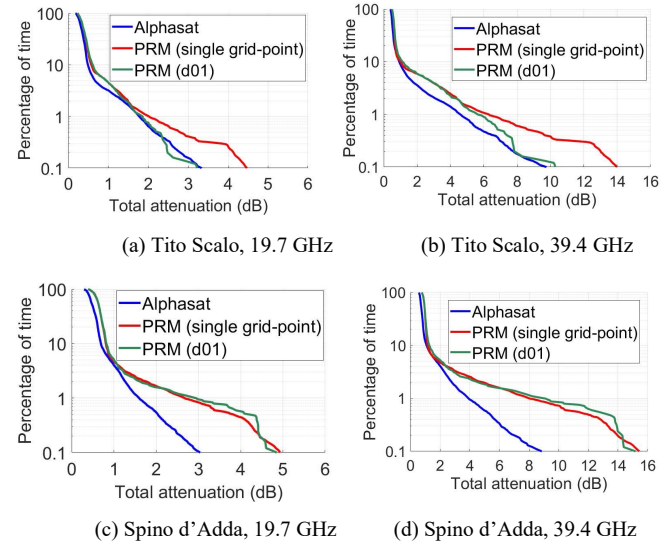 Percentage of time
100
10
1
0.1
Alphasat
PRM (single grid-point)
PRM (d01)
0 1 2 3 4 5 6
Total attenuation (dB)
(a) Tito Scalo, 19.7 GHz
Percentage of time
100
10
1
0.1
Alphasat
PRM (single grid-point)
PRM (d01)
0 2 4 6 8 10 12 14 16
Total attenuation (dB)
(b) Tito Scalo, 39.4 GHz
Percentage of time
100
10
1
0.1
Alphasat
PRM (single grid-point)
PRM (d01)
0 1 2 3 4 5 6
Total attenuation (dB)
(c) Spino d’Adda, 19.7 GHz
Percentage of time
100
10
1
0.1
Alphasat
PRM (single grid-point)
PRM (d01)
0 2 4 6 8 10 12 14 16
Total attenuation (dB)
(d) Spino d’Adda, 39.4 GHz